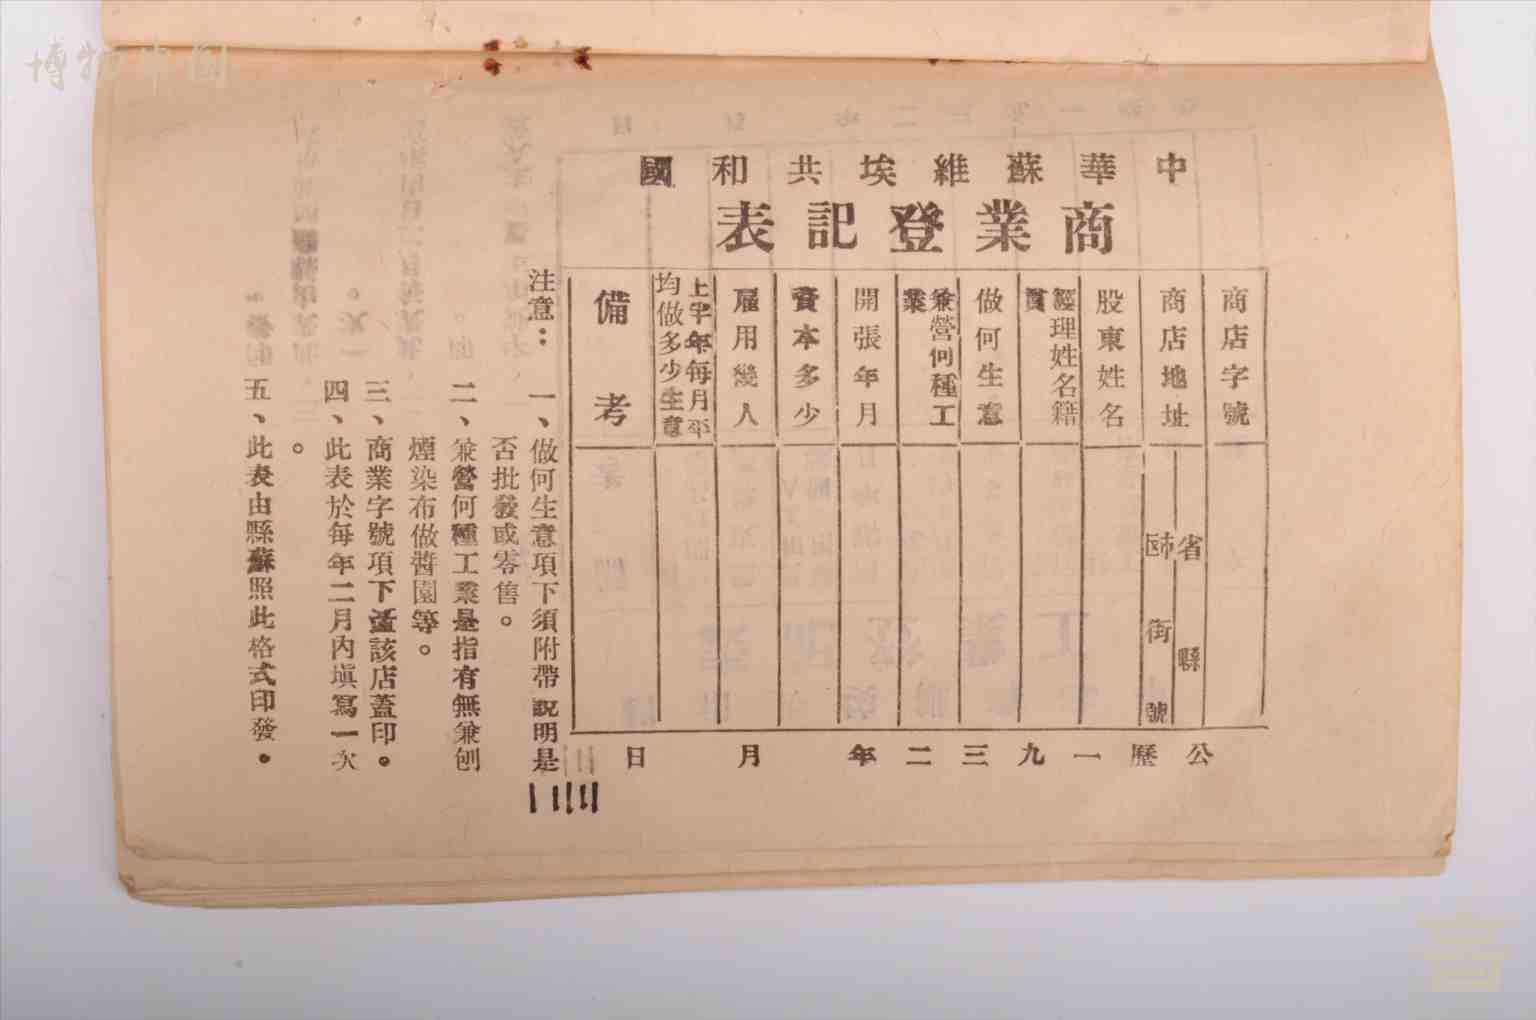 博物中国
中華蘇維埃共和國
商業登記表
商店字號
商店地址
省 縣
市區 街 號
股東姓名
經理姓名籍貫
做何生意
兼營何種工業
開張年月
資本多少
雇用幾人
上半年每月平均做多少生意
備考
公歷一九三二年 月 日
注意：
一、做何生意項下須附帶說明是
否批發或零售。
二、兼營何種工業是指有無兼刨
煙染布做醬園等。
三、商業字號項下蓋該店蓋印。
四、此表於每年二月內塡寫一次
。
五、此表由縣蘇照此格式印發。